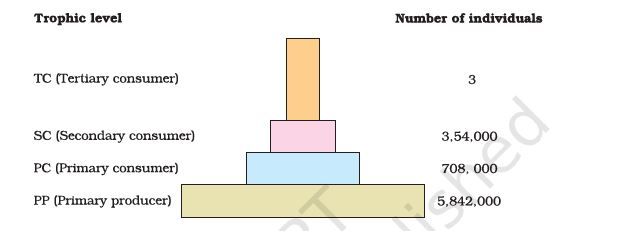 Trophic level Number of individuals
TC (Tertiary consumer) 3
SC (Secondary consumer) 3,54,000
PC (Primary consumer) 708, 000
PP (Primary producer) 5,842,000